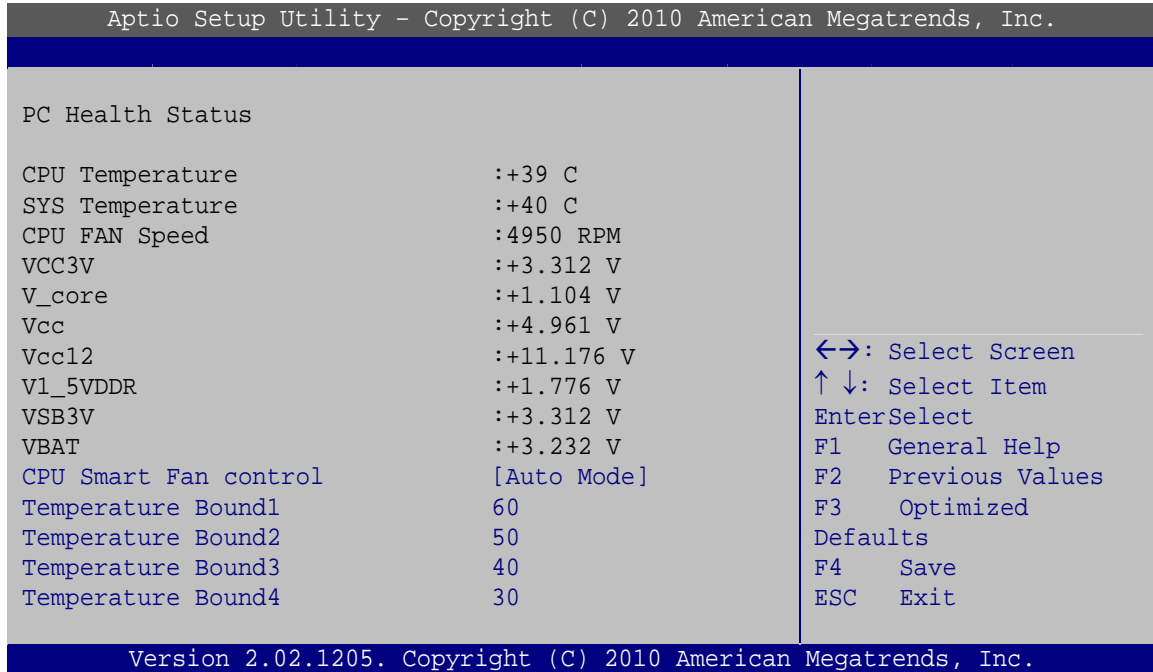 Aptio Setup Utility – Copyright (C) 2010 American Megatrends, Inc.
PC Health Status
CPU Temperature :+39 C
SYS Temperature :+40 C
CPU FAN Speed :4950 RPM
VCC3V :+3.312 V
V_core :+1.104 V
Vcc :+4.961 V
Vcc12 :+11.176 V
V1_5VDDR :+1.776 V
VSB3V :+3.312 V
VBAT :+3.232 V
CPU Smart Fan control [Auto Mode]
Temperature Bound1 60
Temperature Bound2 50
Temperature Bound3 40
Temperature Bound4 30
←→: Select Screen
↑ ↓: Select Item
EnterSelect
F1 General Help
F2 Previous Values
F3 Optimized
Defaults
F4 Save
ESC Exit
Version 2.02.1205. Copyright (C) 2010 American Megatrends, Inc.